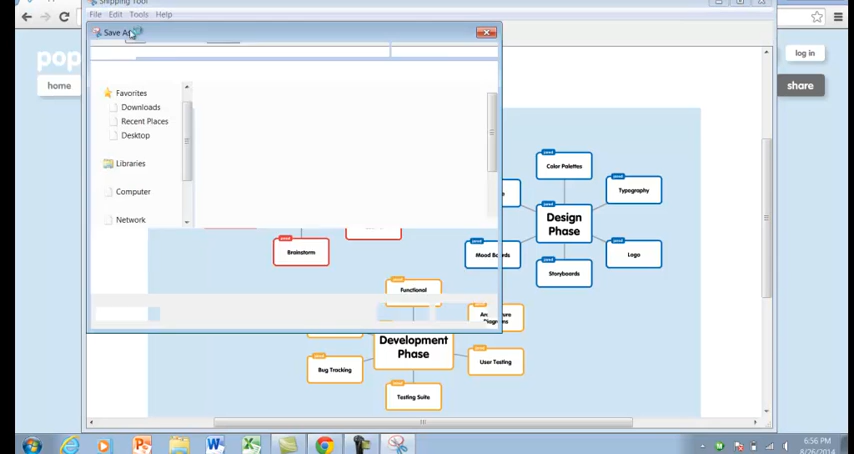 Snipping Tool
File Edit Tools Help
Save As
pop
log in
home
share
Favorites
Downloads
Recent Places
Desktop
Libraries
Computer
Network
Color Palettes
Typography
Design
Phase
Logo
Mood Boards
Storyboards
Brainstorm
Functional
User Testing
Development
Phase
Bug Tracking
Testing Suite
6:56 PM
8/26/2014